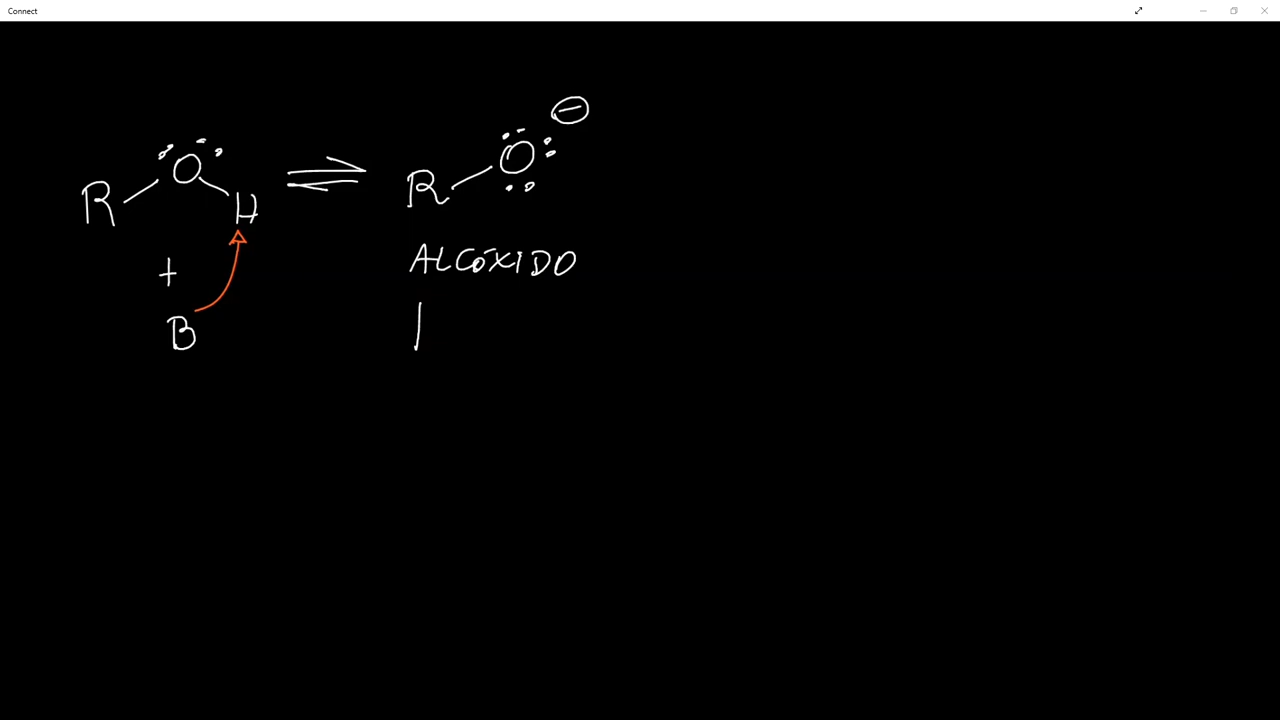 Connect
R O H ⇌ R O ⊖
+
B
ALCÓXIDO